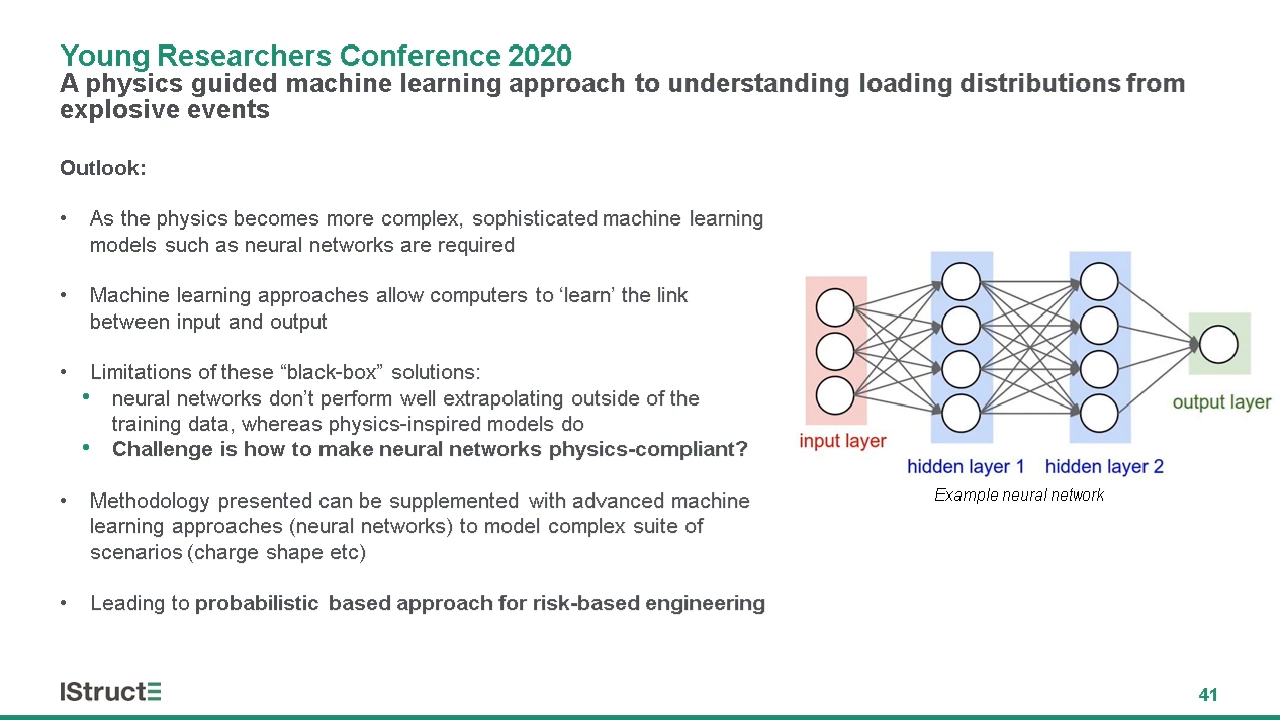 Young Researchers Conference 2020
A physics guided machine learning approach to understanding loading distributions from
explosive events
Outlook:
• As the physics becomes more complex, sophisticated machine learning
models such as neural networks are required
• Machine learning approaches allow computers to ‘learn’ the link
between input and output
• Limitations of these “black-box” solutions:
• neural networks don’t perform well extrapolating outside of the
training data, whereas physics-inspired models do
• Challenge is how to make neural networks physics-compliant?
• Methodology presented can be supplemented with advanced machine
learning approaches (neural networks) to model complex suite of
scenarios (charge shape etc)
• Leading to probabilistic based approach for risk-based engineering
input layer
hidden layer 1
hidden layer 2
output layer
Example neural network
IStructE
41